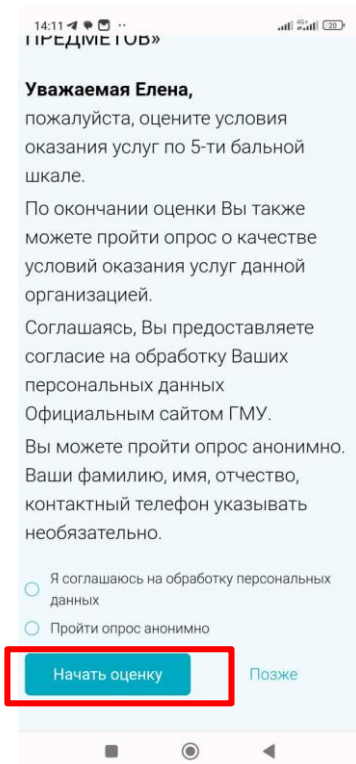 14:11
4G+
20
ПРЕДМЕТОВ»
Уважаемая Елена,
пожалуйста, оцените условия
оказания услуг по 5-ти бальной
шкале.
По окончании оценки Вы также
можете пройти опрос о качестве
условий оказания услуг данной
организацией.
Соглашаясь, Вы предоставляете
согласие на обработку Ваших
персональных данных
Официальным сайтом ГМУ.
Вы можете пройти опрос анонимно.
Ваши фамилию, имя, отчество,
контактный телефон указывать
необязательно.
Я соглашаюсь на обработку персональных
данных
Пройти опрос анонимно
Начать оценку
Позже